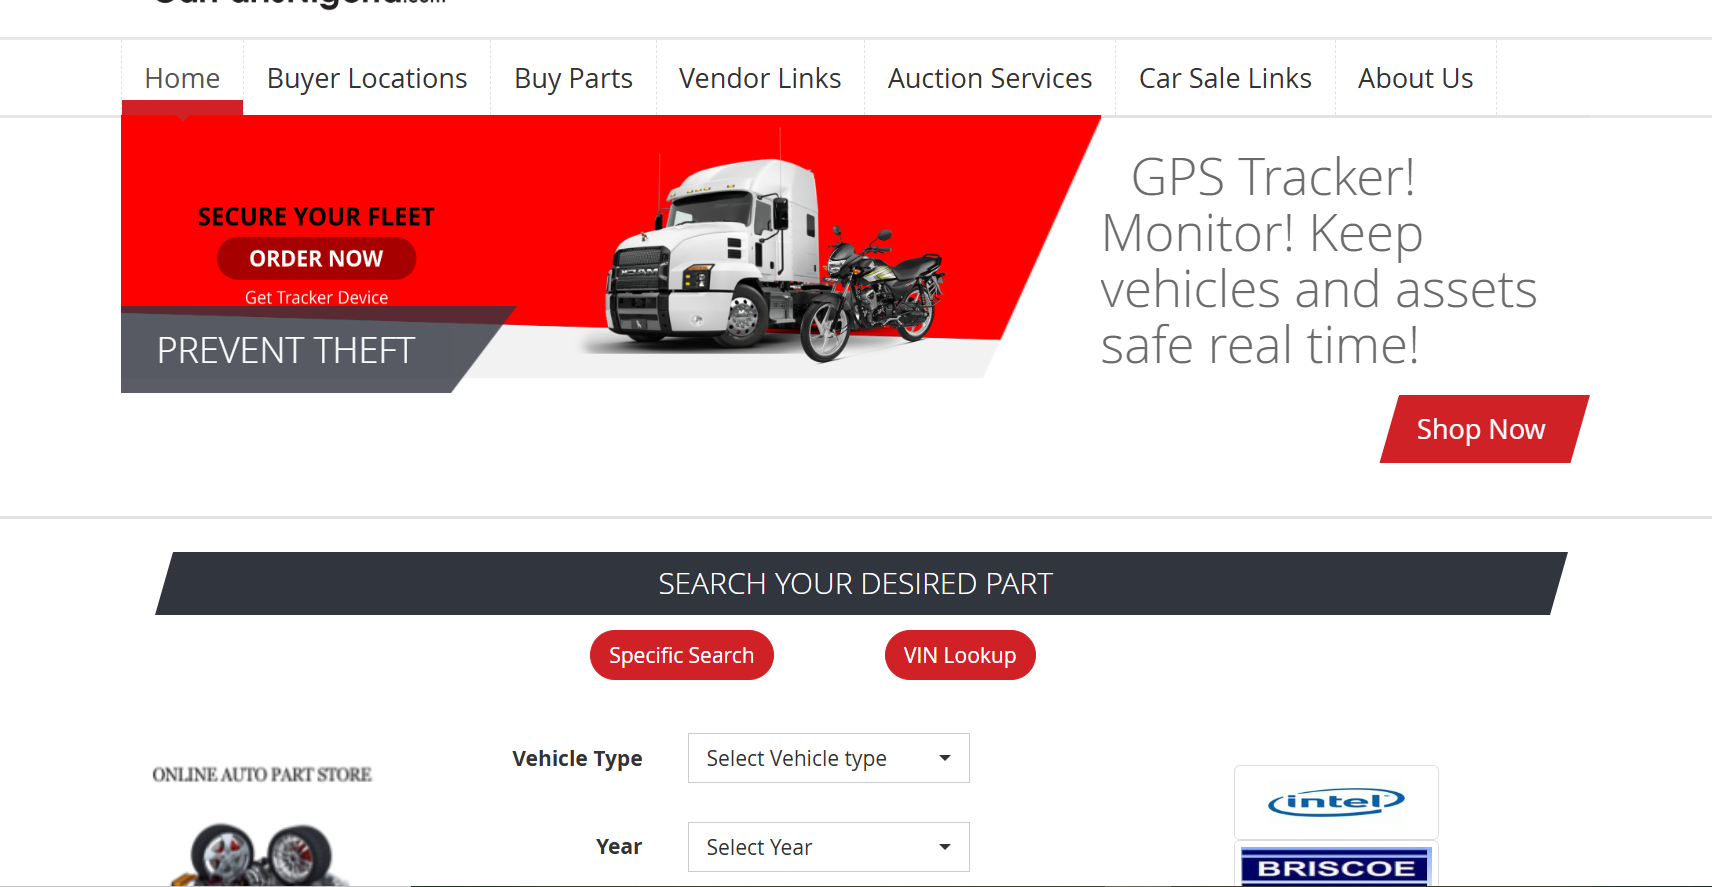 Home
Buyer Locations
Buy Parts
Vendor Links
Auction Services
Car Sale Links
About Us
SECURE YOUR FLEET
ORDER NOW
Get Tracker Device
PREVENT THEFT
MACK
GPS Tracker!
Monitor! Keep
vehicles and assets
safe real time!
Shop Now
SEARCH YOUR DESIRED PART
Specific Search
VIN Lookup
Vehicle Type
Select Vehicle type
Year
Select Year
ONLINE AUTO PART STORE
intel
BRISCOE